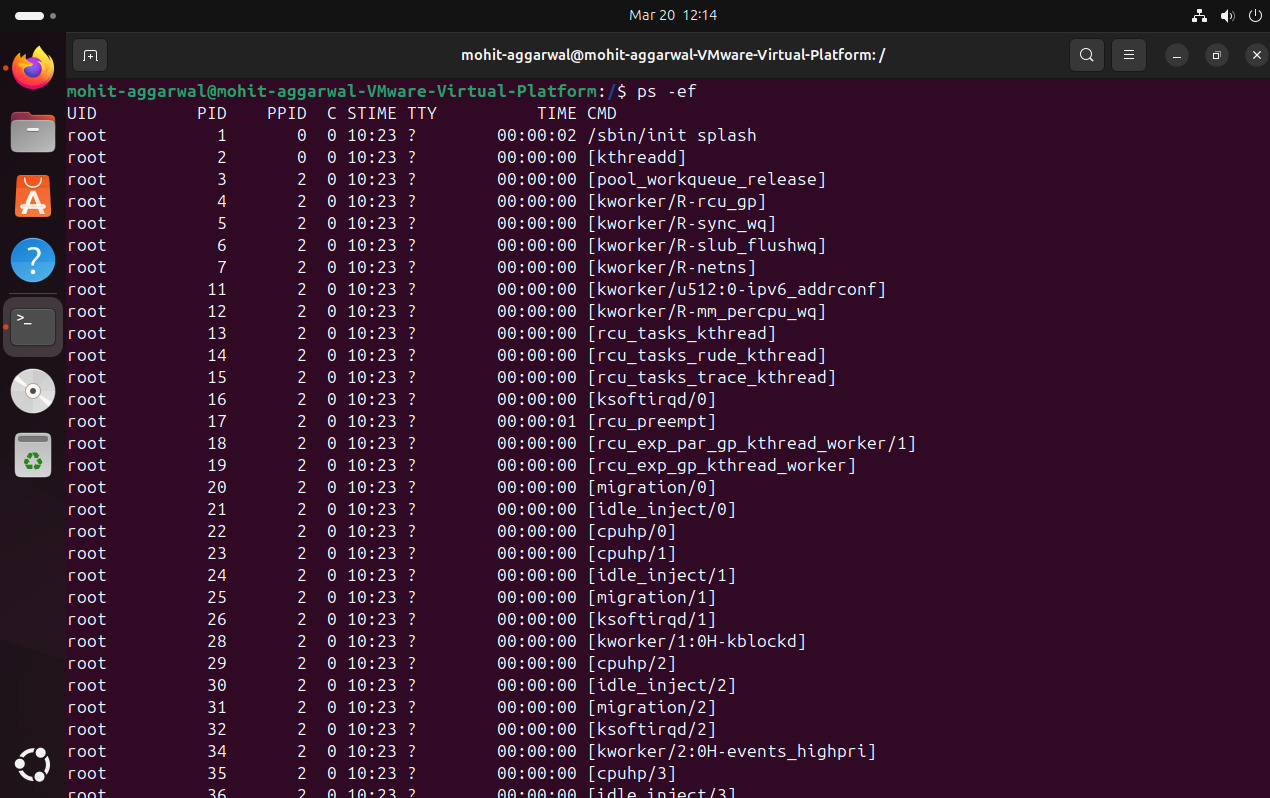 Mar 20 12:14
mohit-aggarwal@mohit-aggarwal-VMware-Virtual-Platform: /
mohit-aggarwal@mohit-aggarwal-VMware-Virtual-Platform:/$ ps -ef
UID PID PPID C STIME TTY TIME CMD
root 1 0 0 10:23 ? 00:00:02 /sbin/init splash
root 2 0 0 10:23 ? 00:00:00 [kthreadd]
root 3 2 0 10:23 ? 00:00:00 [pool_workqueue_release]
root 4 2 0 10:23 ? 00:00:00 [kworker/R-rcu_gp]
root 5 2 0 10:23 ? 00:00:00 [kworker/R-sync_wq]
root 6 2 0 10:23 ? 00:00:00 [kworker/R-slub_flushwq]
root 7 2 0 10:23 ? 00:00:00 [kworker/R-netns]
root 11 2 0 10:23 ? 00:00:00 [kworker/u512:0-ipv6_addrconf]
root 12 2 0 10:23 ? 00:00:00 [kworker/R-mm_percpu_wq]
root 13 2 0 10:23 ? 00:00:00 [rcu_tasks_kthread]
root 14 2 0 10:23 ? 00:00:00 [rcu_tasks_rude_kthread]
root 15 2 0 10:23 ? 00:00:00 [rcu_tasks_trace_kthread]
root 16 2 0 10:23 ? 00:00:00 [ksoftirqd/0]
root 17 2 0 10:23 ? 00:00:01 [rcu_preempt]
root 18 2 0 10:23 ? 00:00:00 [rcu_exp_par_gp_kthread_worker/1]
root 19 2 0 10:23 ? 00:00:00 [rcu_exp_gp_kthread_worker]
root 20 2 0 10:23 ? 00:00:00 [migration/0]
root 21 2 0 10:23 ? 00:00:00 [idle_inject/0]
root 22 2 0 10:23 ? 00:00:00 [cpuhp/0]
root 23 2 0 10:23 ? 00:00:00 [cpuhp/1]
root 24 2 0 10:23 ? 00:00:00 [idle_inject/1]
root 25 2 0 10:23 ? 00:00:00 [migration/1]
root 26 2 0 10:23 ? 00:00:00 [ksoftirqd/1]
root 28 2 0 10:23 ? 00:00:00 [kworker/1:0H-kblockd]
root 29 2 0 10:23 ? 00:00:00 [cpuhp/2]
root 30 2 0 10:23 ? 00:00:00 [idle_inject/2]
root 31 2 0 10:23 ? 00:00:00 [migration/2]
root 32 2 0 10:23 ? 00:00:00 [ksoftirqd/2]
root 34 2 0 10:23 ? 00:00:00 [kworker/2:0H-events_highpri]
root 35 2 0 10:23 ? 00:00:00 [cpuhp/3]
root 36 2 0 10:23 ? 00:00:00 [idle_inject/3]